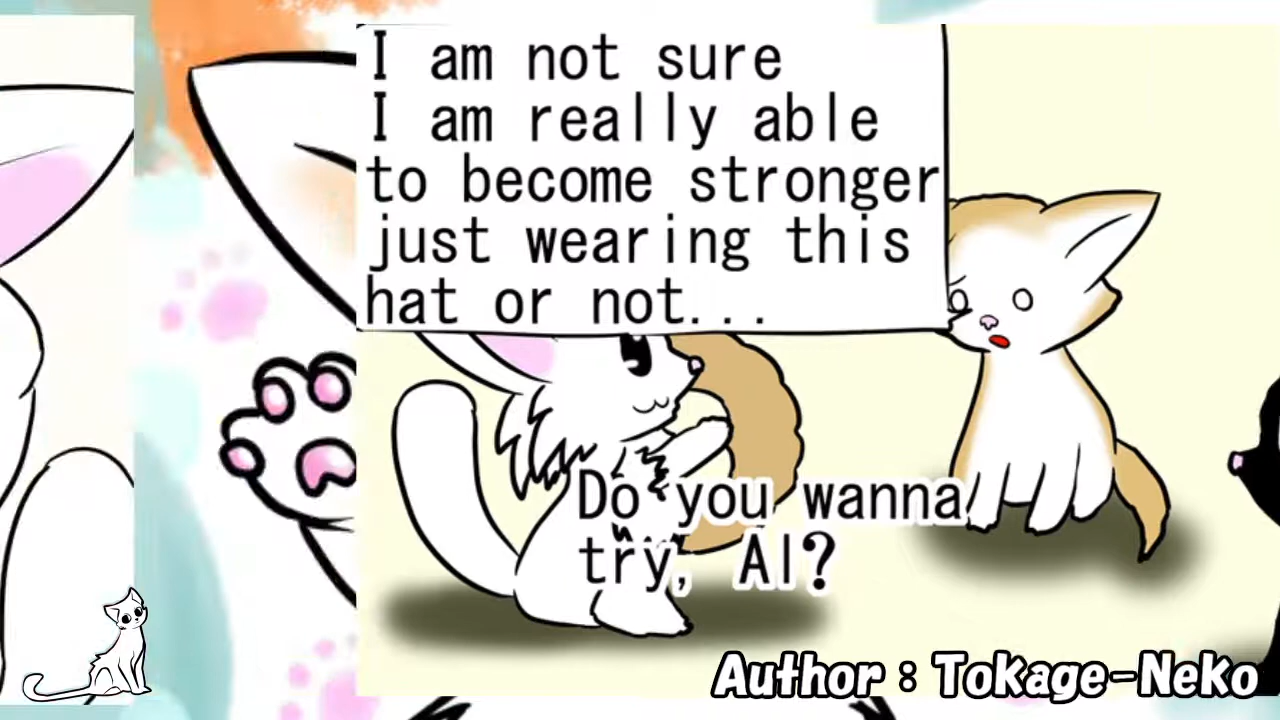 I am not sure
I am really able
to become stronger
just wearing this
hat or not...
Do you wanna
try, Al?
Author : Tokage-Neko